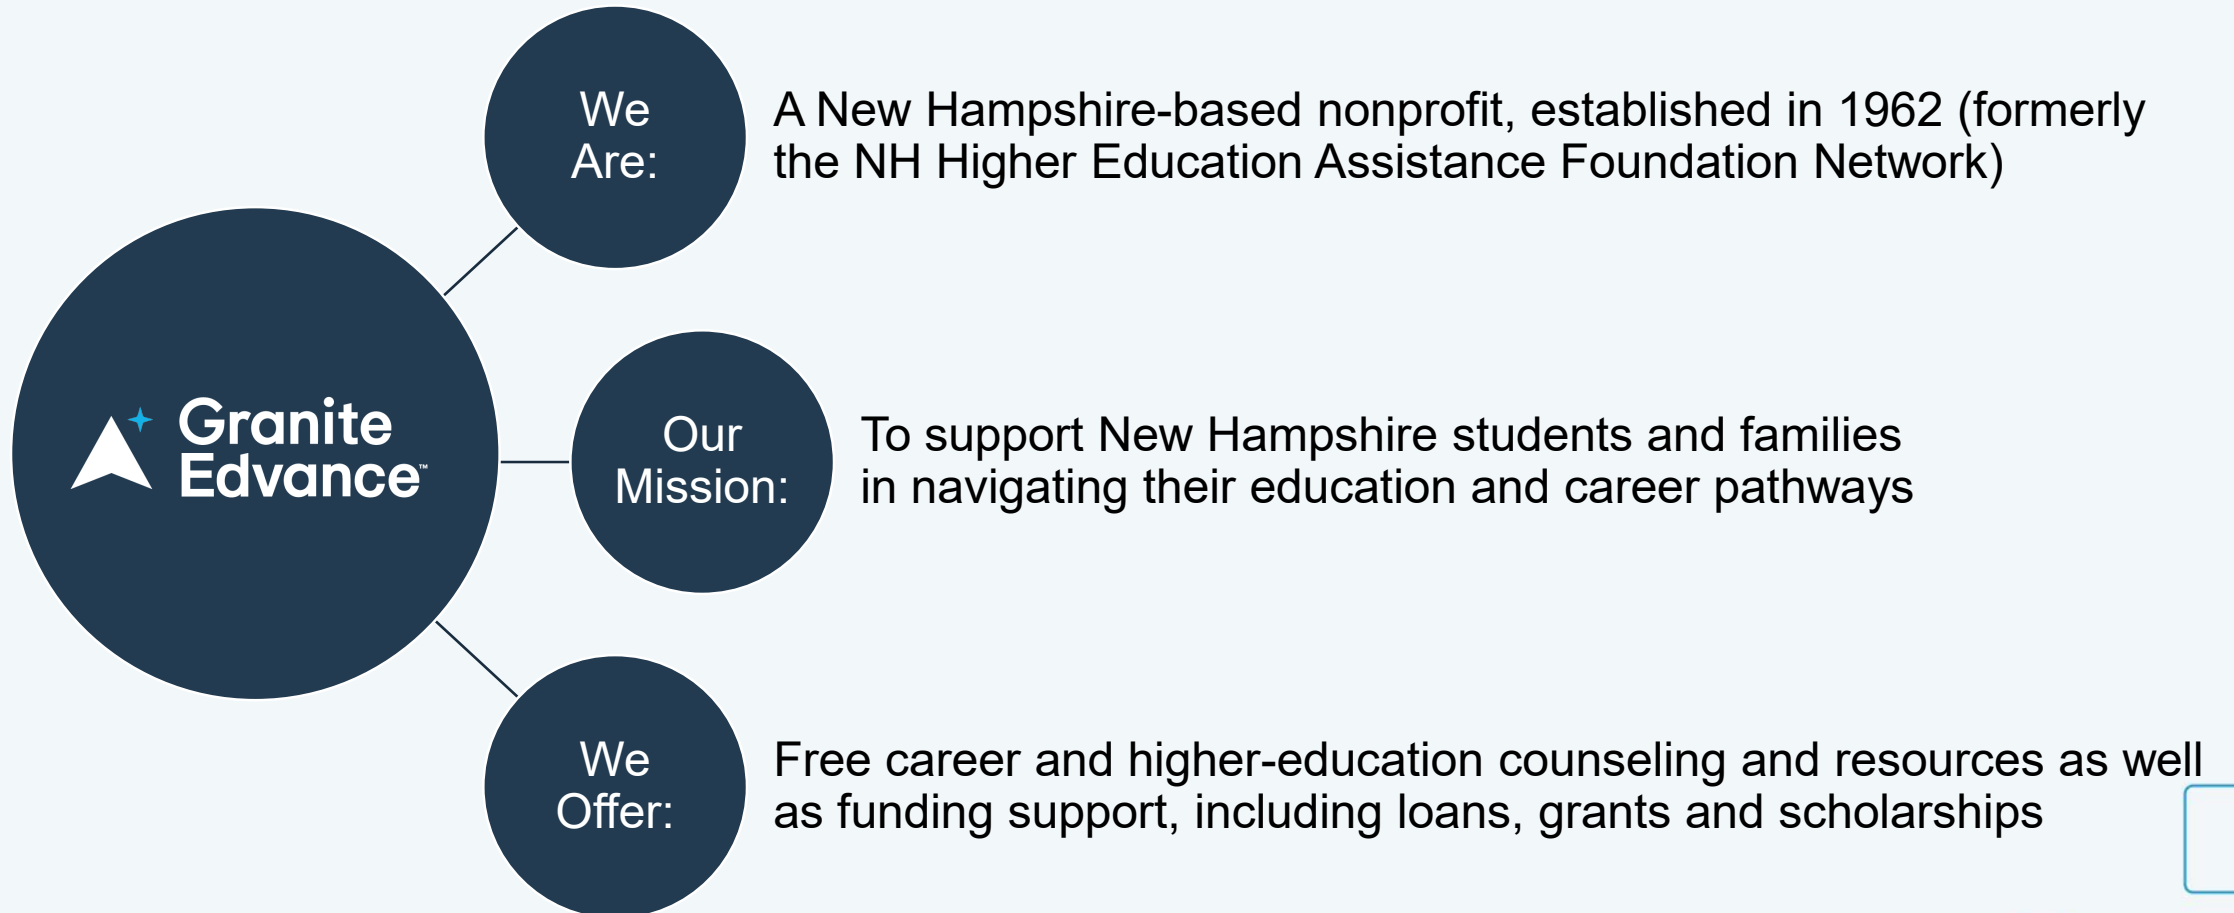 We
Are:
A New Hampshire-based nonprofit, established in 1962 (formerly
the NH Higher Education Assistance Foundation Network)
Granite
Edvance™
Our
Mission:
To support New Hampshire students and families
in navigating their education and career pathways
We
Offer:
Free career and higher-education counseling and resources as well
as funding support, including loans, grants and scholarships